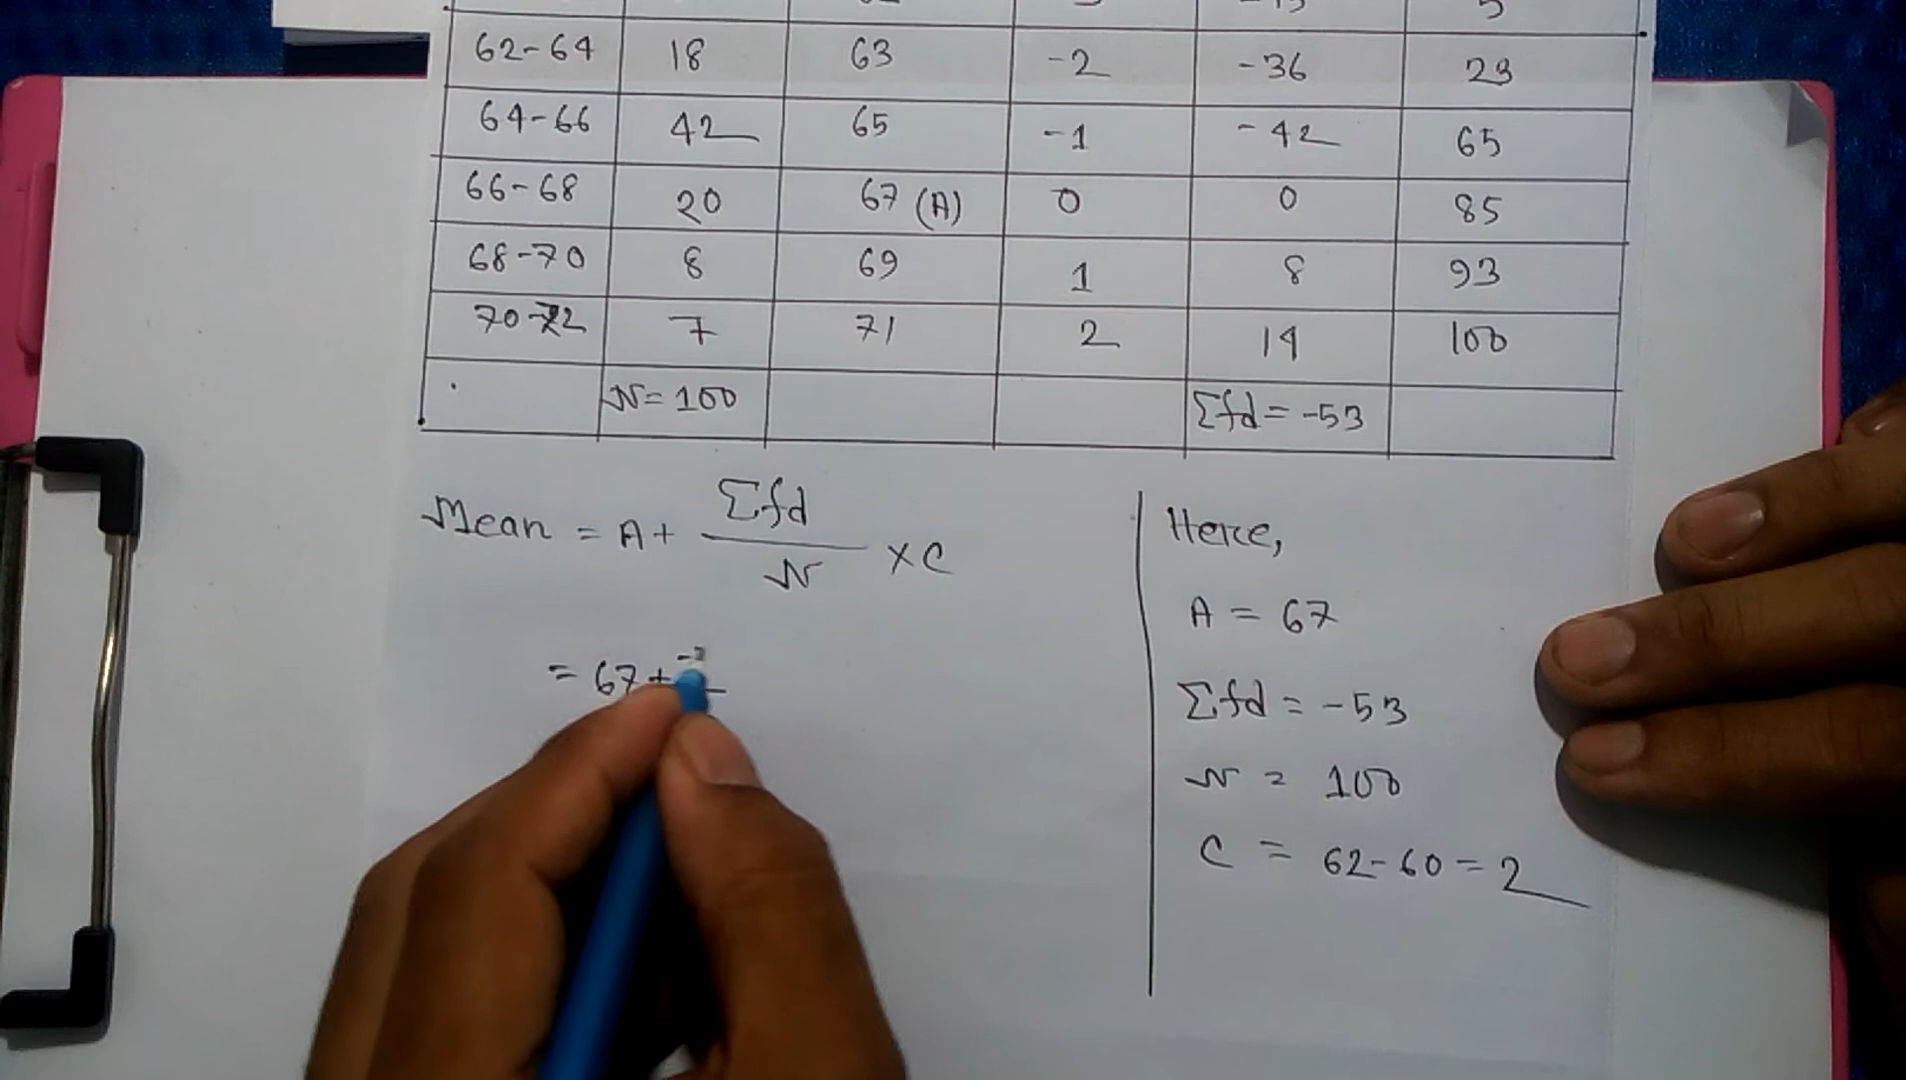 62-64 18 63 -2 -36 23
64-66 42 65 -1 -42 65
66-68 20 67 (A) 0 0 85
68-70 8 69 1 8 93
70-72 7 71 2 14 100
N= 100 Σfd = -53
Mean = A+ Σfd / N × C
= 67 + -
Here,
A = 67
Σfd = -53
N = 100
C = 62-60 = 2